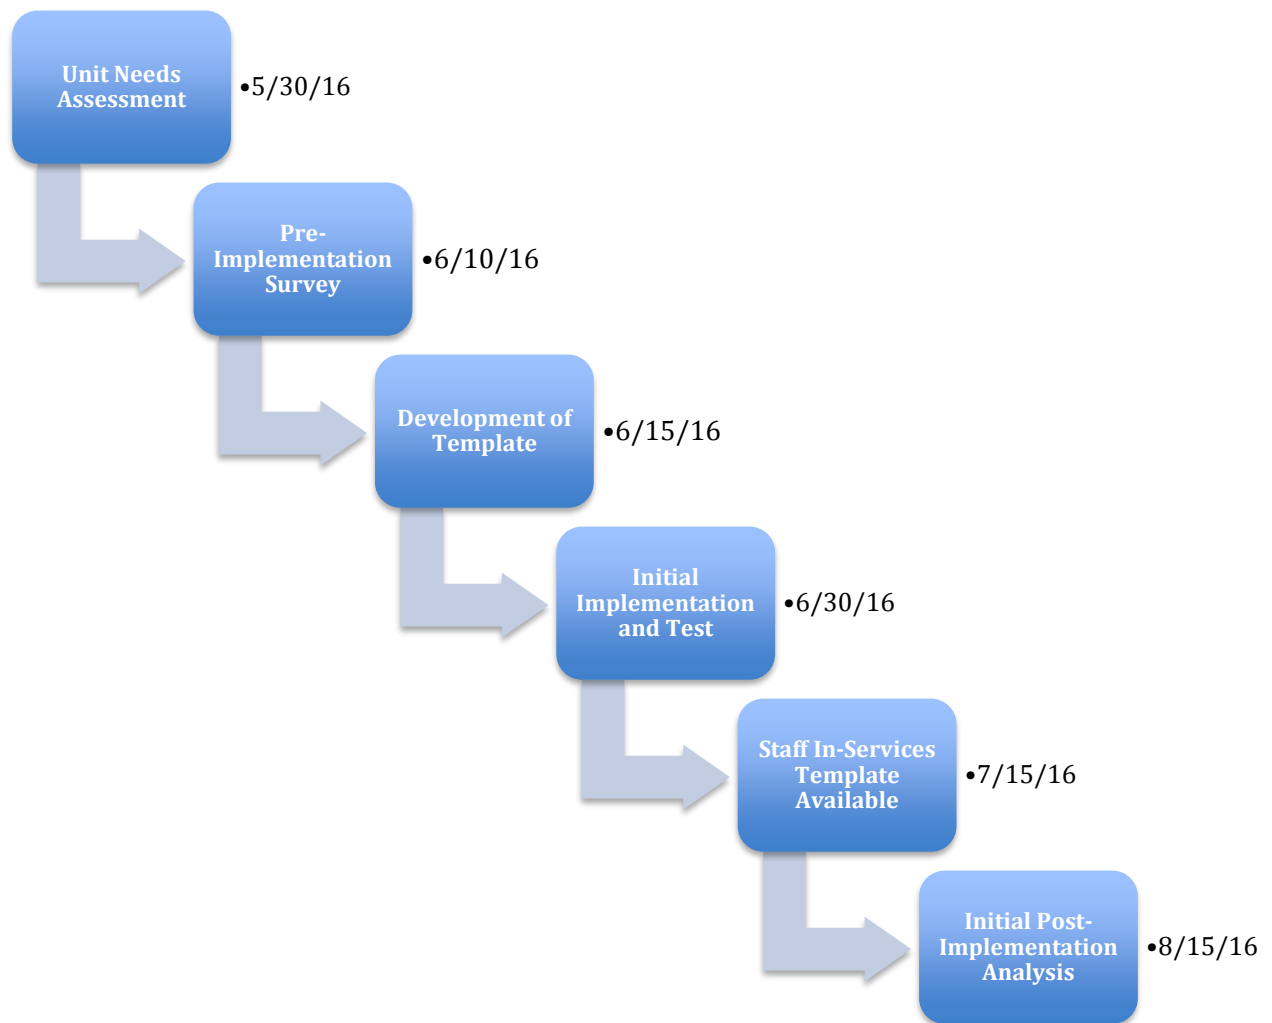 Unit Needs
Assessment
•5/30/16
Pre-
Implementation
Survey
•6/10/16
Development of
Template
•6/15/16
Initial
Implementation
and Test
•6/30/16
Staff In-Services
Template
Available
•7/15/16
Initial Post-
Implementation
Analysis
•8/15/16